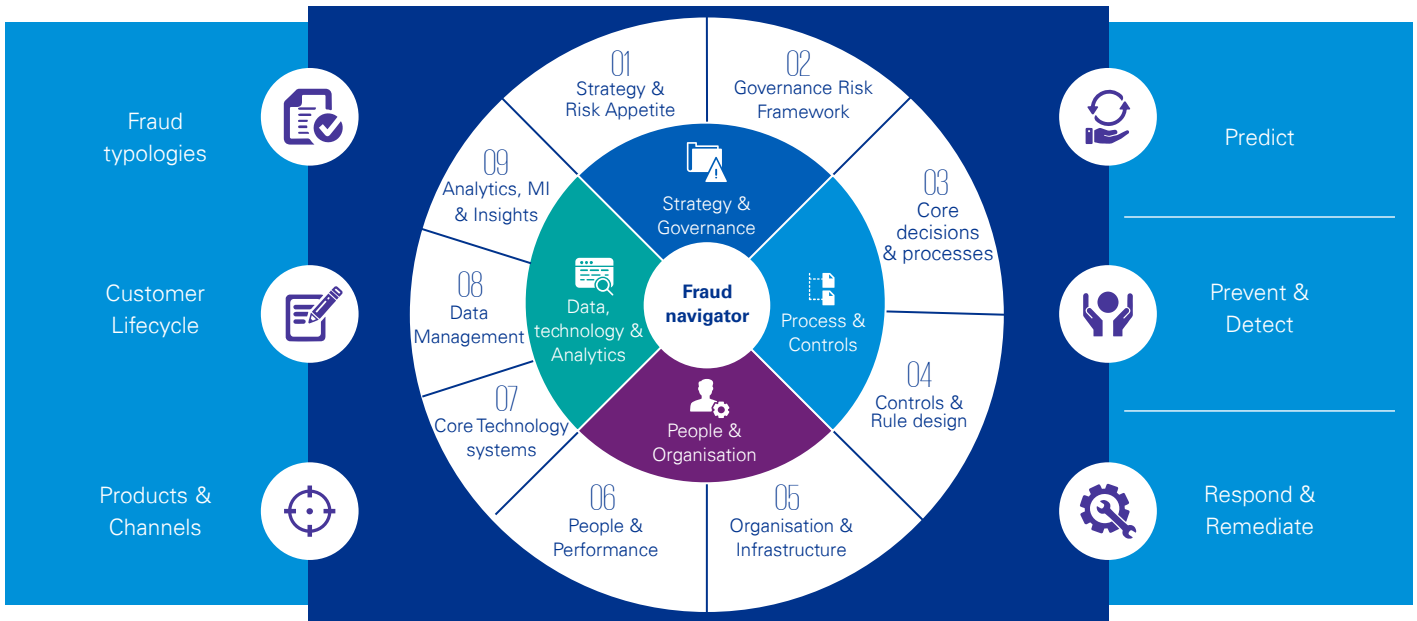 Fraud
typologies
Customer
Lifecycle
Products &
Channels
01
Strategy &
Risk Appetite
02
Governance Risk
Framework
03
Core
decisions
& processes
04
Controls &
Rule design
05
Organisation &
Infrastructure
06
People &
Performance
07
Core Technology
systems
08
Data
Management
09
Analytics, MI
& Insights
Strategy &
Governance
Process &
Controls
People &
Organisation
Data,
technology &
Analytics
Fraud
navigator
Predict
Prevent &
Detect
Respond &
Remediate